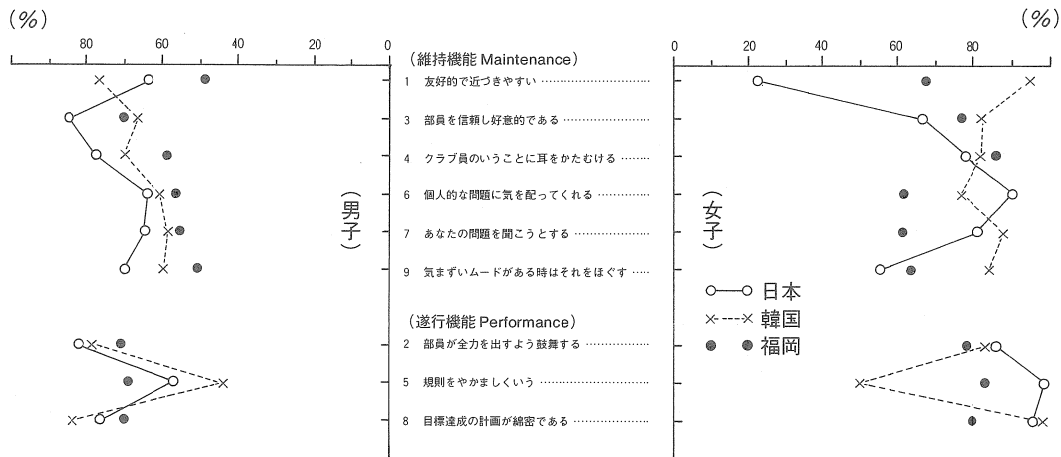 (%)
(%)
80 60 40 20 0
0 20 40 60 80
(維持機能 Maintenance)
1 友好的で近づきやすい
3 部員を信頼し好意的である
4 クラブ員のいうことに耳をかたむける
6 個人的な問題に気を配ってくれる
7 あなたの問題を聞こうとする
9 気まずいムードがある時はそれをほぐす
(遂行機能 Performance)
2 部員が全力を出すよう鼓舞する
5 規則をやかましくいう
8 目標達成の計画が綿密である
(男子)
(女子)
日本
韓国
福岡